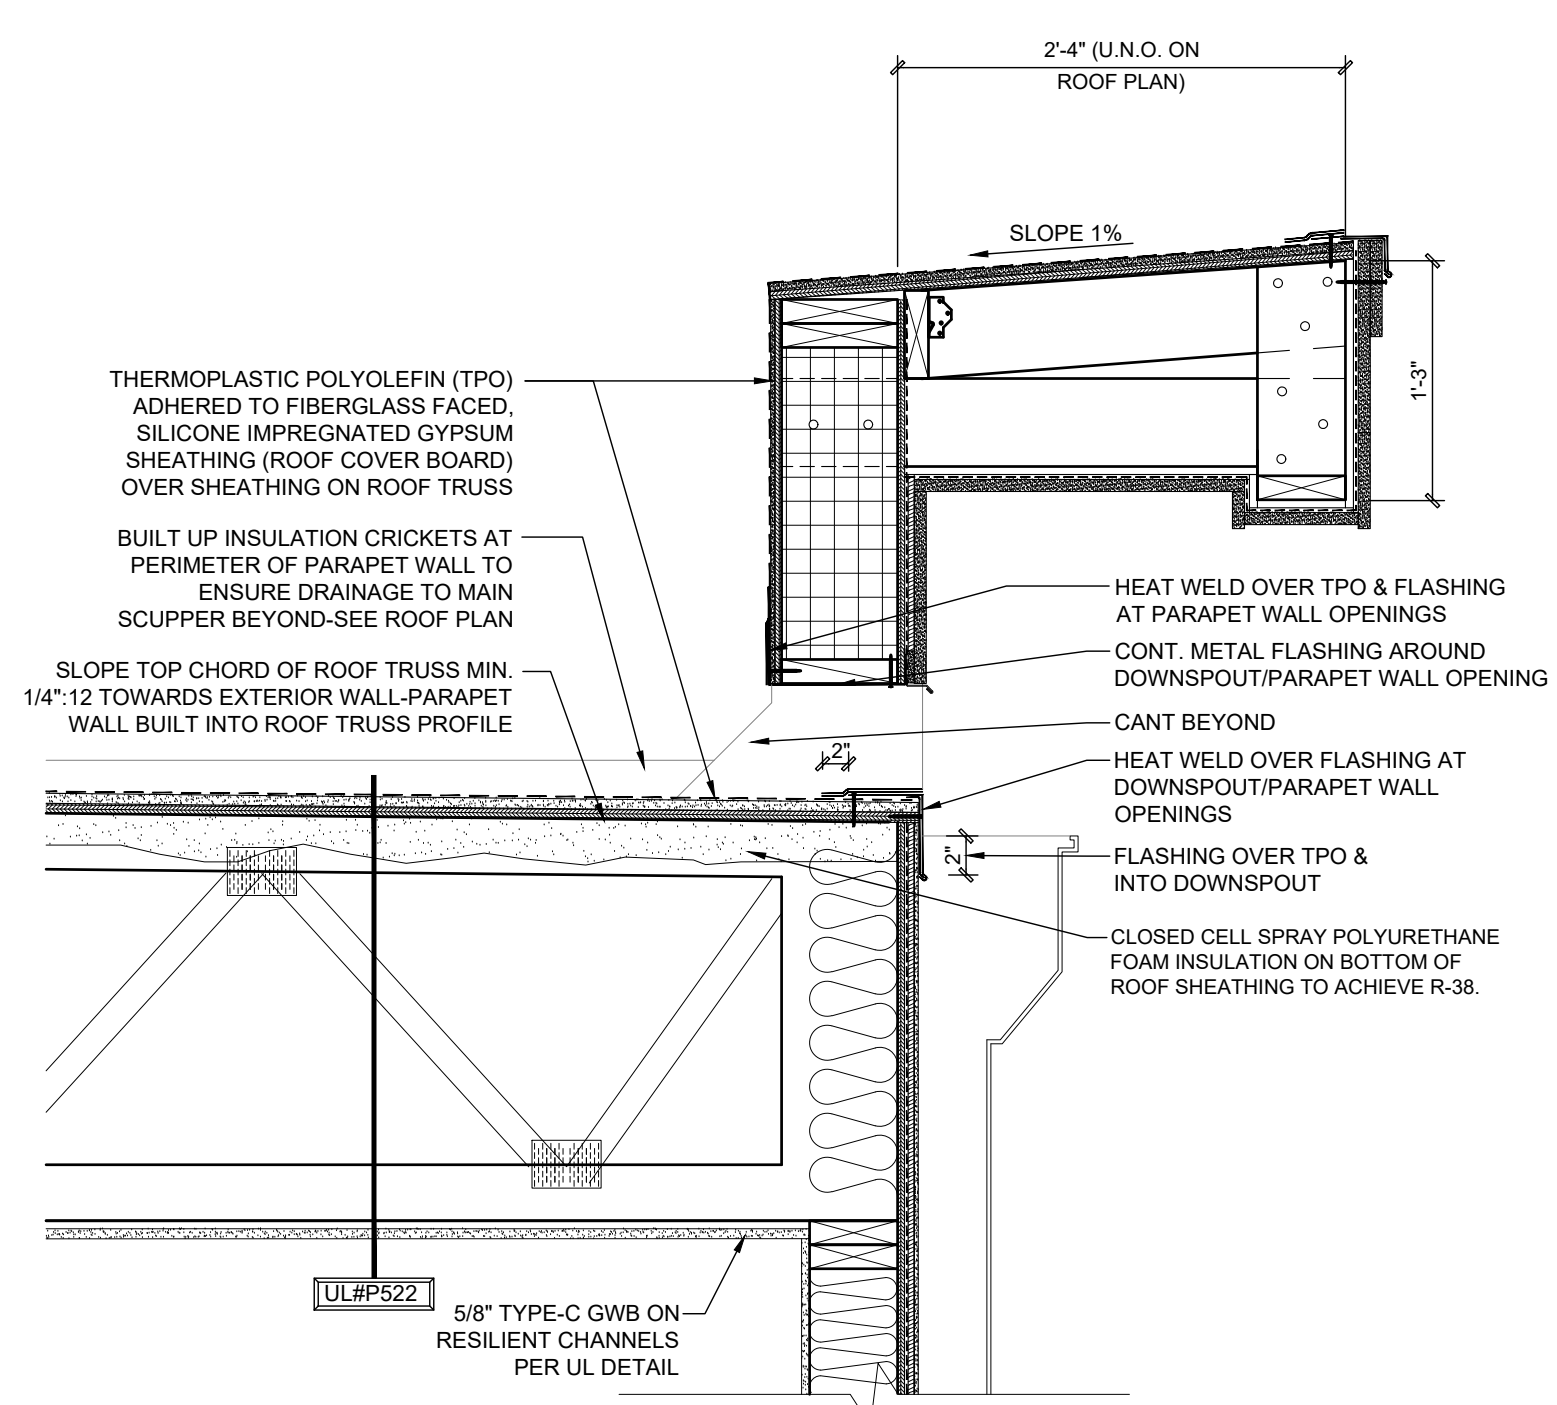 2'-4" (U.N.O. ON
ROOF PLAN)
SLOPE 1%
1'-3"
THERMOPLASTIC POLYOLEFIN (TPO)
ADHERED TO FIBERGLASS FACED,
SILICONE IMPREGNATED GYPSUM
SHEATHING (ROOF COVER BOARD)
OVER SHEATHING ON ROOF TRUSS
BUILT UP INSULATION CRICKETS AT
PERIMETER OF PARAPET WALL TO
ENSURE DRAINAGE TO MAIN
SCUPPER BEYOND-SEE ROOF PLAN
SLOPE TOP CHORD OF ROOF TRUSS MIN.
1/4":12 TOWARDS EXTERIOR WALL-PARAPET
WALL BUILT INTO ROOF TRUSS PROFILE
HEAT WELD OVER TPO & FLASHING
AT PARAPET WALL OPENINGS
CONT. METAL FLASHING AROUND
DOWNSPOUT/PARAPET WALL OPENING
CANT BEYOND
2"
HEAT WELD OVER FLASHING AT
DOWNSPOUT/PARAPET WALL
OPENINGS
2"
FLASHING OVER TPO &
INTO DOWNSPOUT
CLOSED CELL SPRAY POLYURETHANE
FOAM INSULATION ON BOTTOM OF
ROOF SHEATHING TO ACHIEVE R-38.
UL#P522
5/8" TYPE-C GWB ON
RESILIENT CHANNELS
PER UL DETAIL